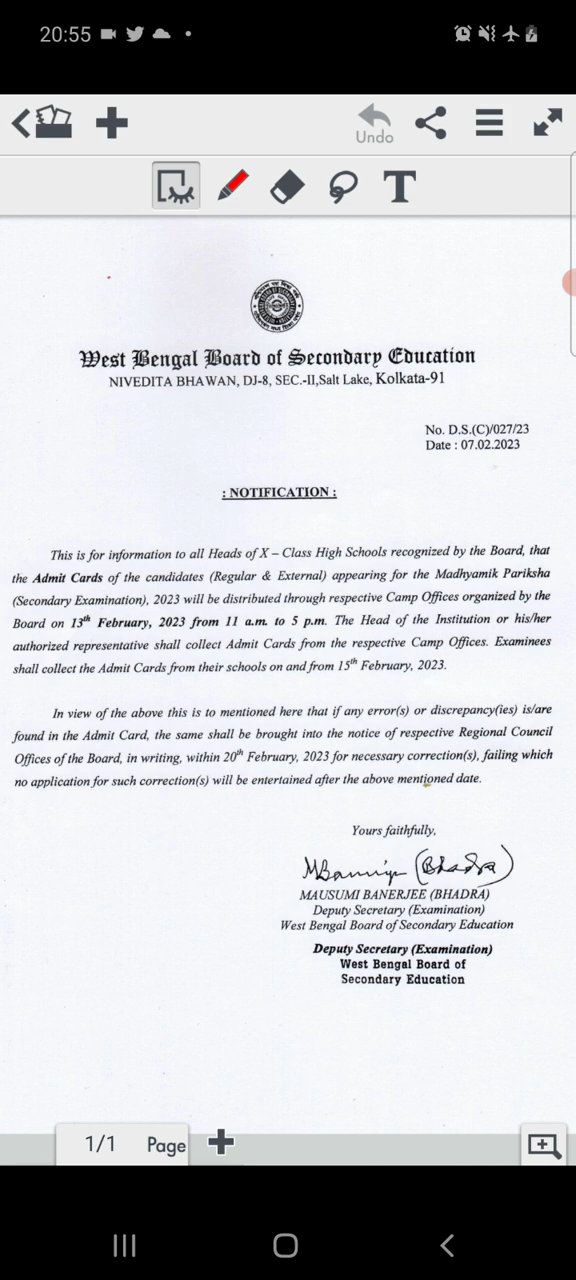 20:55
Undo
T
West Bengal Board of Secondary Education
NIVEDITA BHAWAN, DJ-8, SEC.-II,Salt Lake, Kolkata-91
No. D.S.(C)/027/23
Date : 07.02.2023
: NOTIFICATION :
This is for information to all Heads of X – Class High Schools recognized by the Board, that
the Admit Cards of the candidates (Regular & External) appearing for the Madhyamik Pariksha
(Secondary Examination), 2023 will be distributed through respective Camp Offices organized by the
Board on 13th February, 2023 from 11 a.m. to 5 p.m. The Head of the Institution or his/her
authorized representative shall collect Admit Cards from the respective Camp Offices. Examinees
shall collect the Admit Cards from their schools on and from 15th February, 2023.
In view of the above this is to mentioned here that if any error(s) or discrepancy(ies) is/are
found in the Admit Card, the same shall be brought into the notice of respective Regional Council
Offices of the Board, in writing, within 20th February, 2023 for necessary correction(s), failing which
no application for such correction(s) will be entertained after the above mentioned date.
Yours faithfully,
(Bhadra)
MAUSUMI BANERJEE (BHADRA)
Deputy Secretary (Examination)
West Bengal Board of Secondary Education
Deputy Secretary (Examination)
West Bengal Board of
Secondary Education
1/1 Page